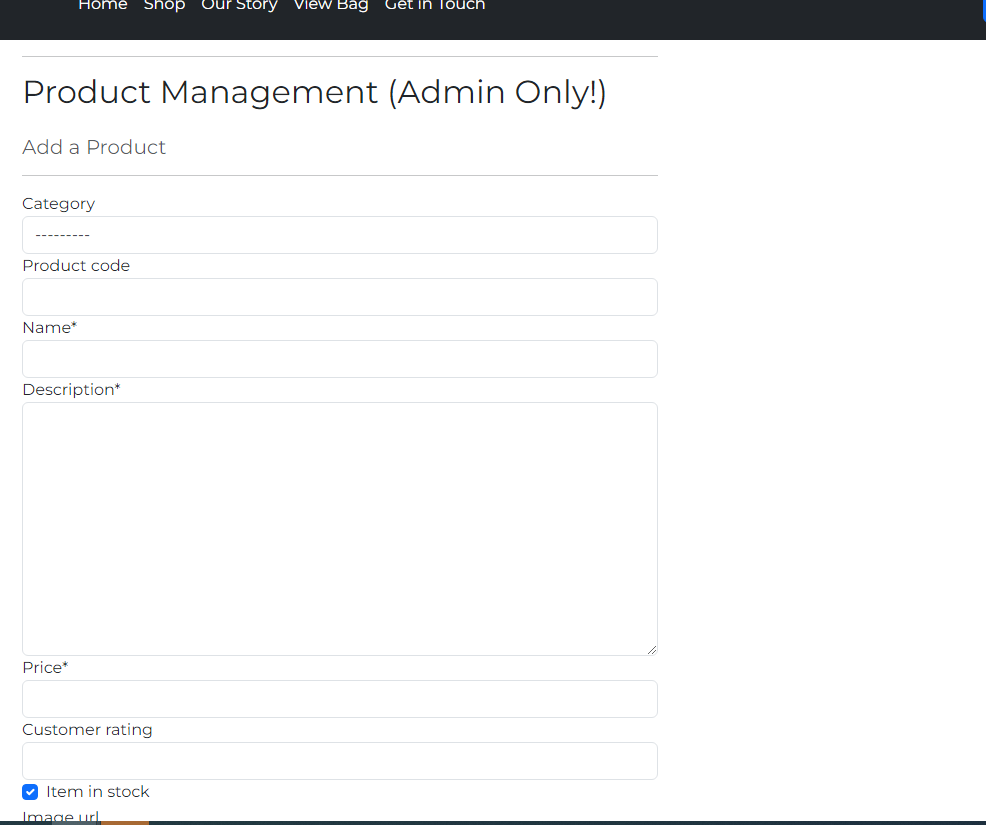 Home Shop Our Story View Bag Get in Touch
Product Management (Admin Only!)
Add a Product
Category
---------
Product code
Name*
Description*
Price*
Customer rating
Item in stock
Image url